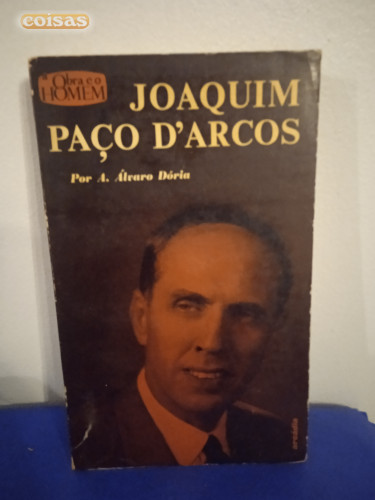 coisas
a Obra e o
HOMEM
JOAQUIM
PAÇO D'ARCOS
Por A. Álvaro Dória
arcádia